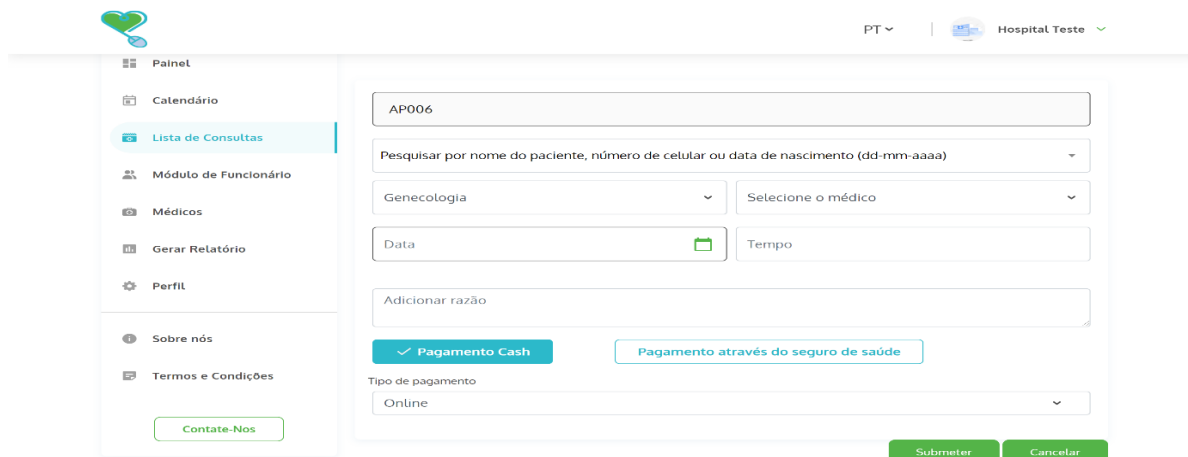 PT
Hospital Teste
Painel
Calendário
Lista de Consultas
Módulo de Funcionário
Médicos
Gerar Relatório
Perfil
Sobre nós
Termos e Condições
Contate-Nos
AP006
Pesquisar por nome do paciente, número de celular ou data de nascimento (dd-mm-aaaa)
Genecologia
Selecione o médico
Data
Tempo
Adicionar razão
Pagamento Cash
Pagamento através do seguro de saúde
Tipo de pagamento
Online
Submeter
Cancelar